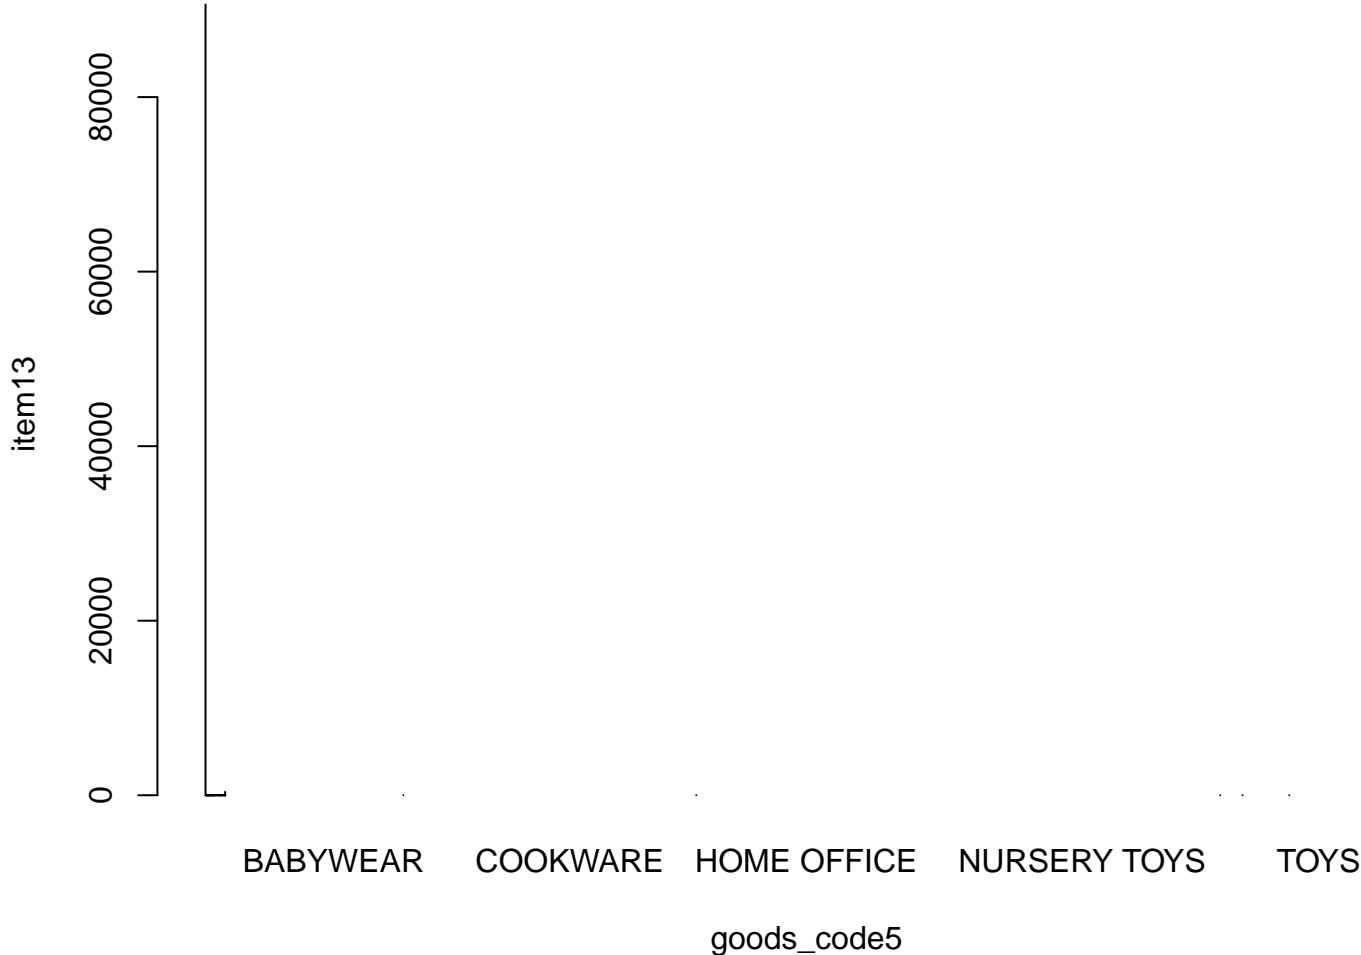 80000
60000
40000
20000
0
item13
BABYWEAR COOKWARE HOME OFFICE NURSERY TOYS TOYS
goods_code5